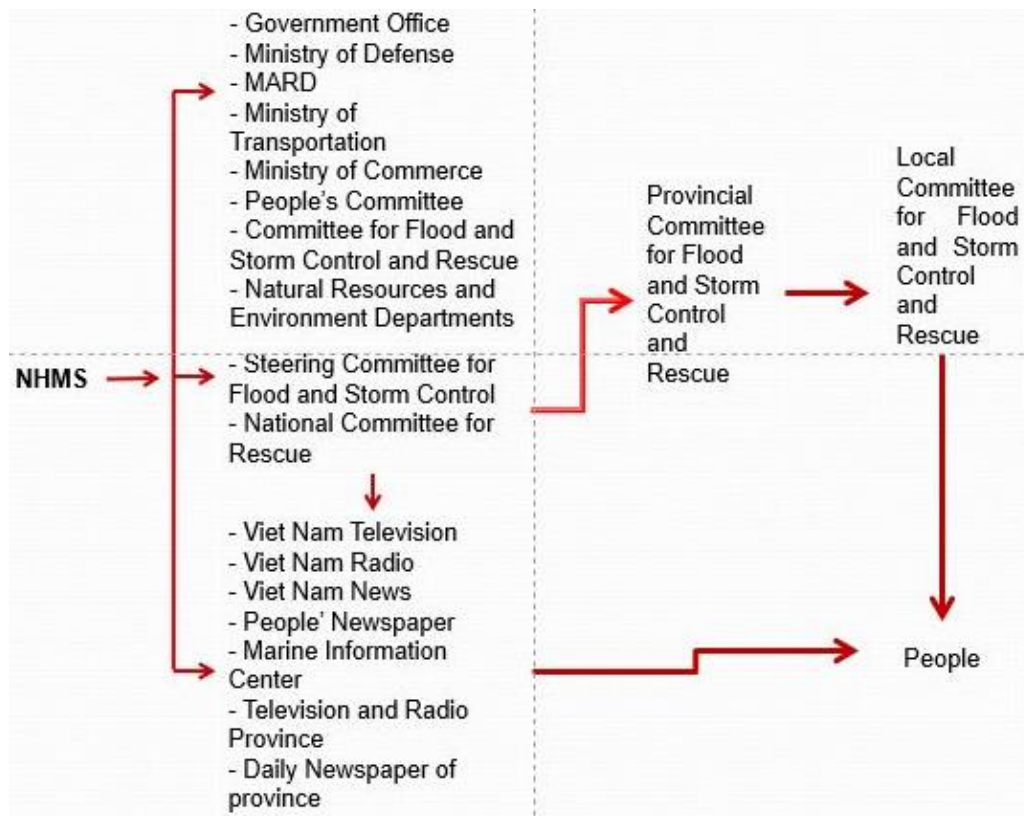 - Government Office
- Ministry of Defense
- MARD
- Ministry of
Transportation
- Ministry of Commerce
- People's Committee
- Committee for Flood and
Storm Control and Rescue
- Natural Resources and
Environment Departments
NHMS
- Steering Committee for
Flood and Storm Control
- National Committee for
Rescue
- Viet Nam Television
- Viet Nam Radio
- Viet Nam News
- People' Newspaper
- Marine Information
Center
- Television and Radio
Province
- Daily Newspaper of
province
Provincial
Committee
for Flood
and Storm
Control
and
Rescue
Local
Committee
for Flood
and Storm
Control
and
Rescue
People